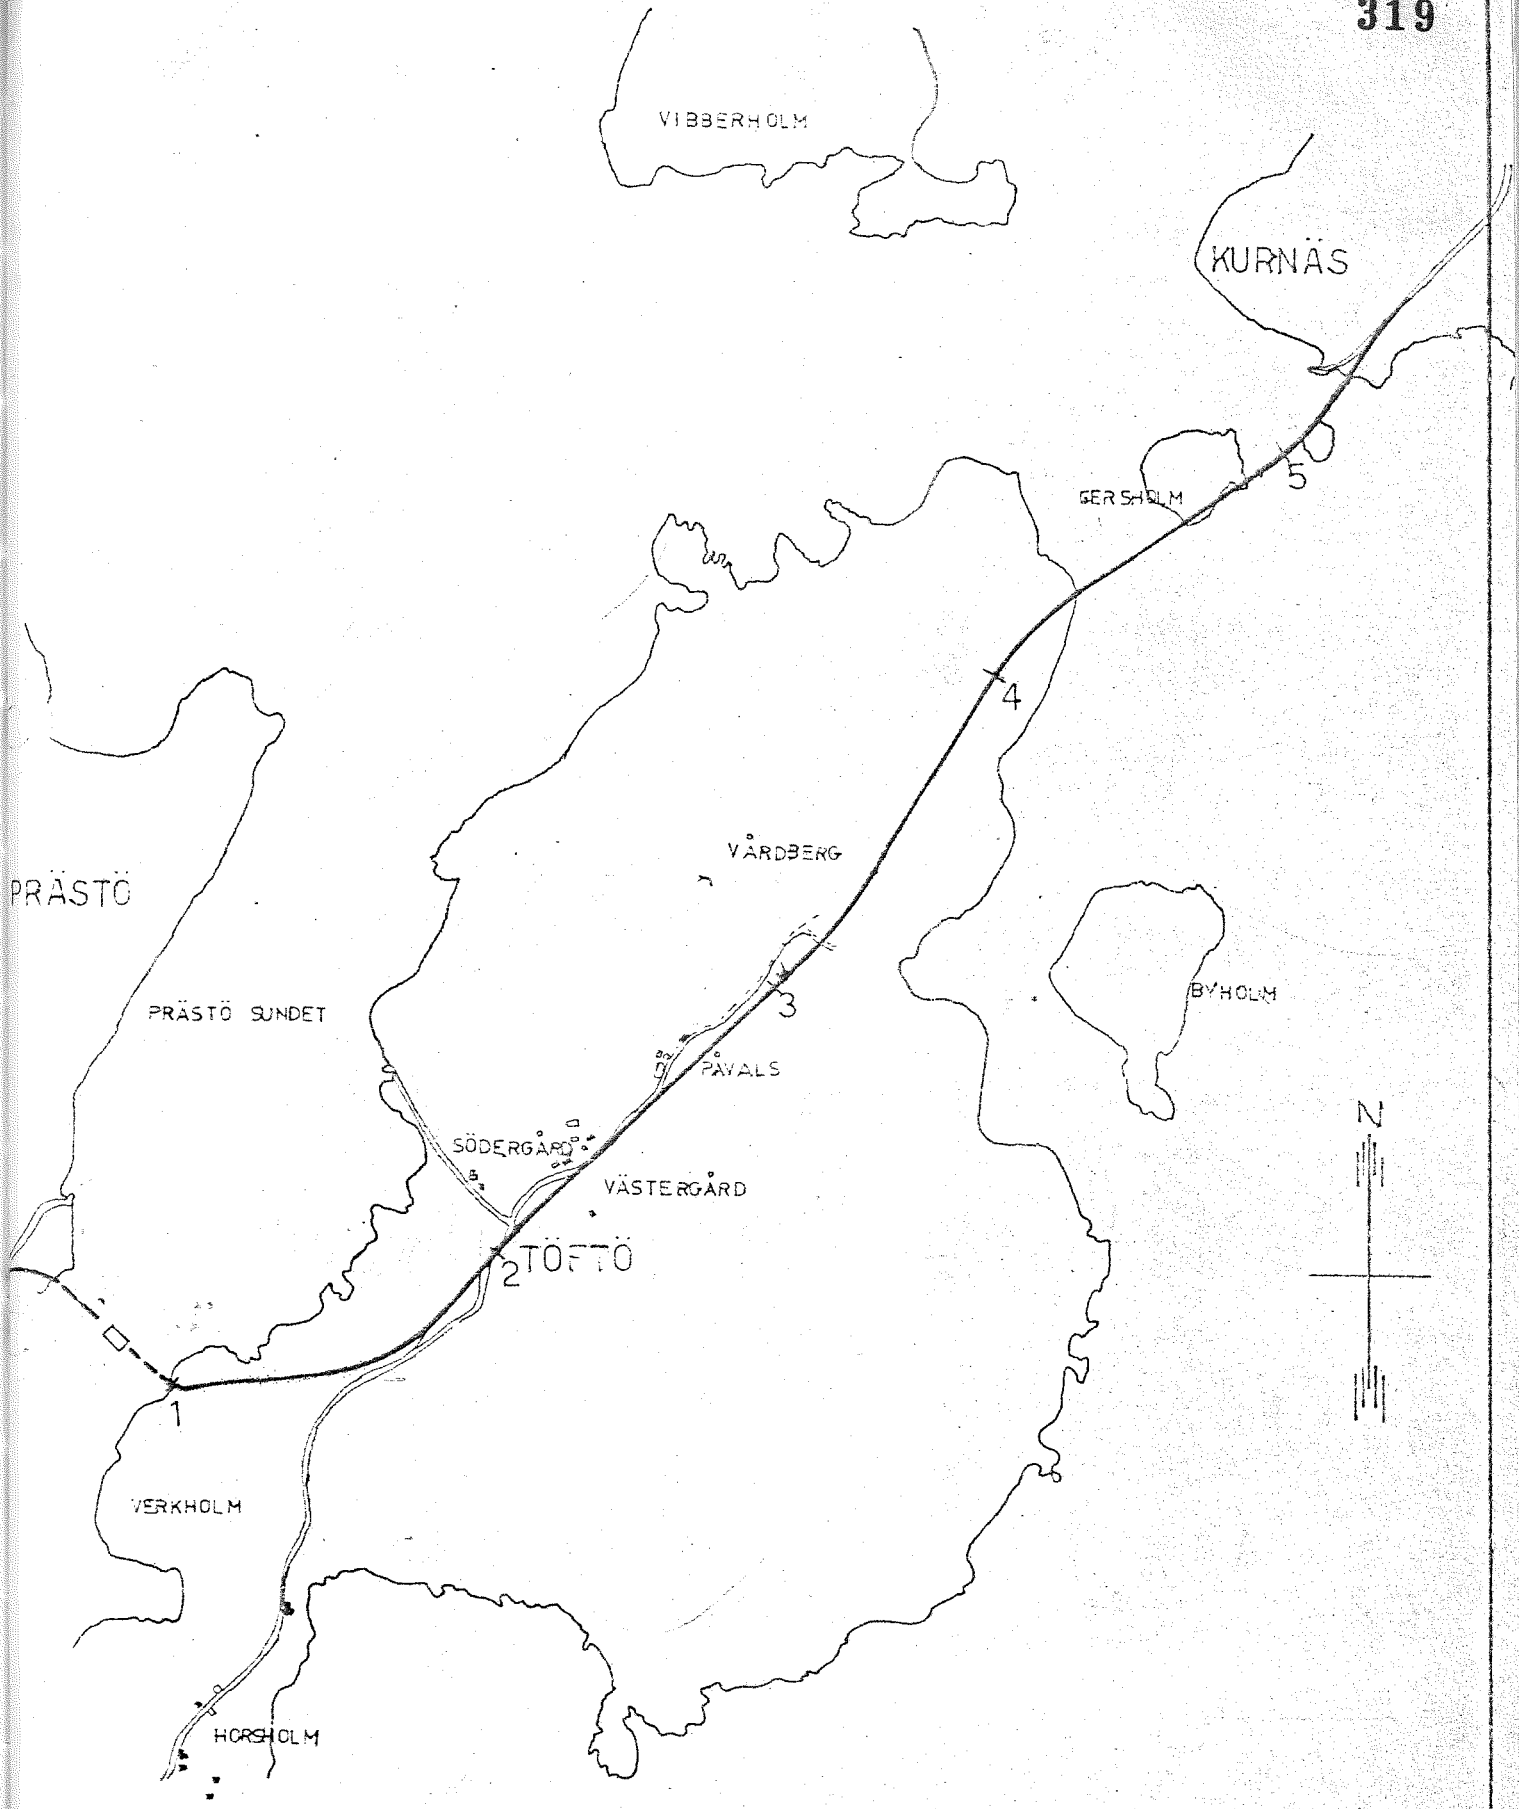 319
VIBBERHOLM
KURNÄS
5
GERSHOLM
4
VÅRDBERG
PRÄSTÖ
BYHOLM
3
PRÄSTÖ SUNDET
PÅVALS
N
SÖDERGÅRD
VÄSTERGÅRD
TÖFTÖ
2
1
VERKHOLM
HORSHOLM